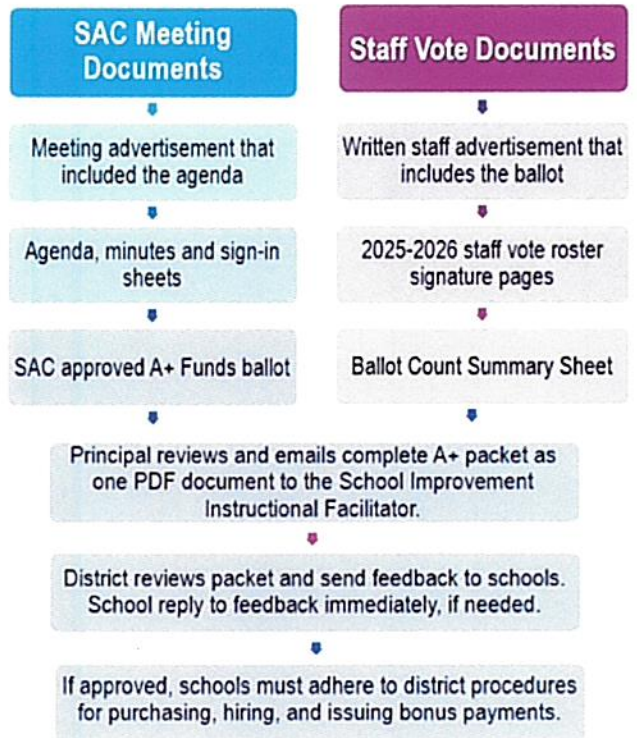 SAC Meeting
Documents
Staff Vote Documents
Meeting advertisement that
included the agenda
Written staff advertisement that
includes the ballot
Agenda, minutes and sign-in
sheets
2025-2026 staff vote roster
signature pages
SAC approved A+ Funds ballot
Ballot Count Summary Sheet
Principal reviews and emails complete A+ packet as
one PDF document to the School Improvement
Instructional Facilitator.
District reviews packet and send feedback to schools.
School reply to feedback immediately, if needed.
If approved, schools must adhere to district procedures
for purchasing, hiring, and issuing bonus payments.